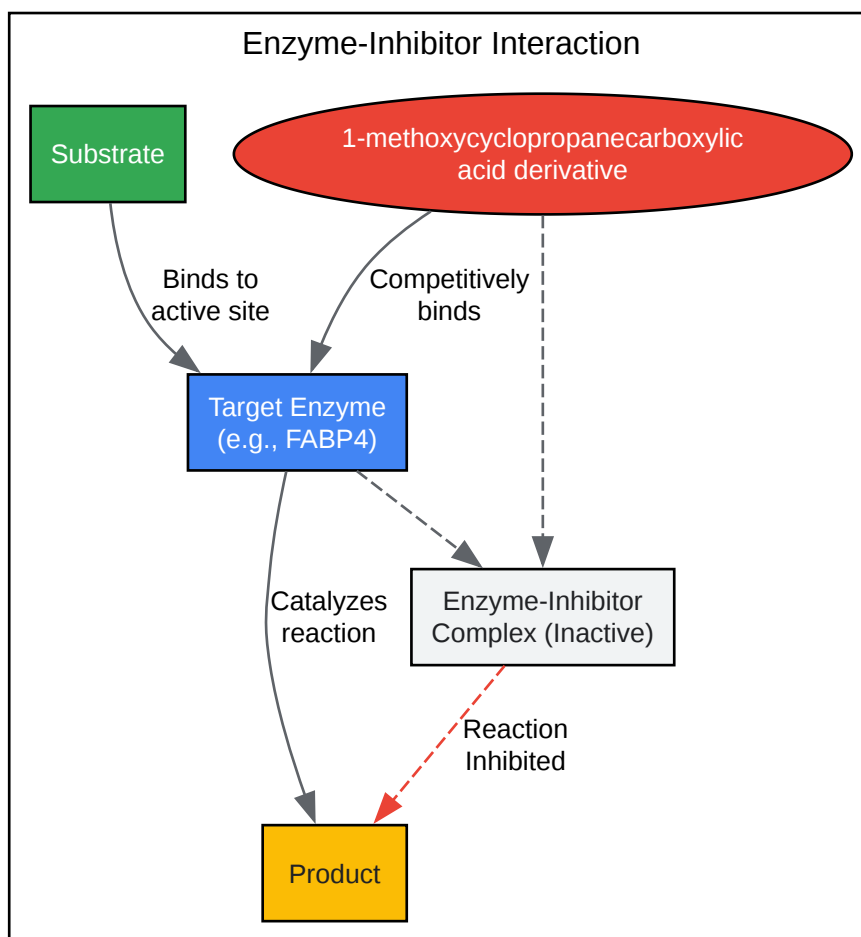 Enzyme-Inhibitor Interaction
Substrate
1-methoxycyclopropanecarboxylic
acid derivative
Binds to
active site
Competitively
binds
Target Enzyme
(e.g., FABP4)
Catalyzes
reaction
Enzyme-Inhibitor
Complex (Inactive)
Reaction
Inhibited
Product